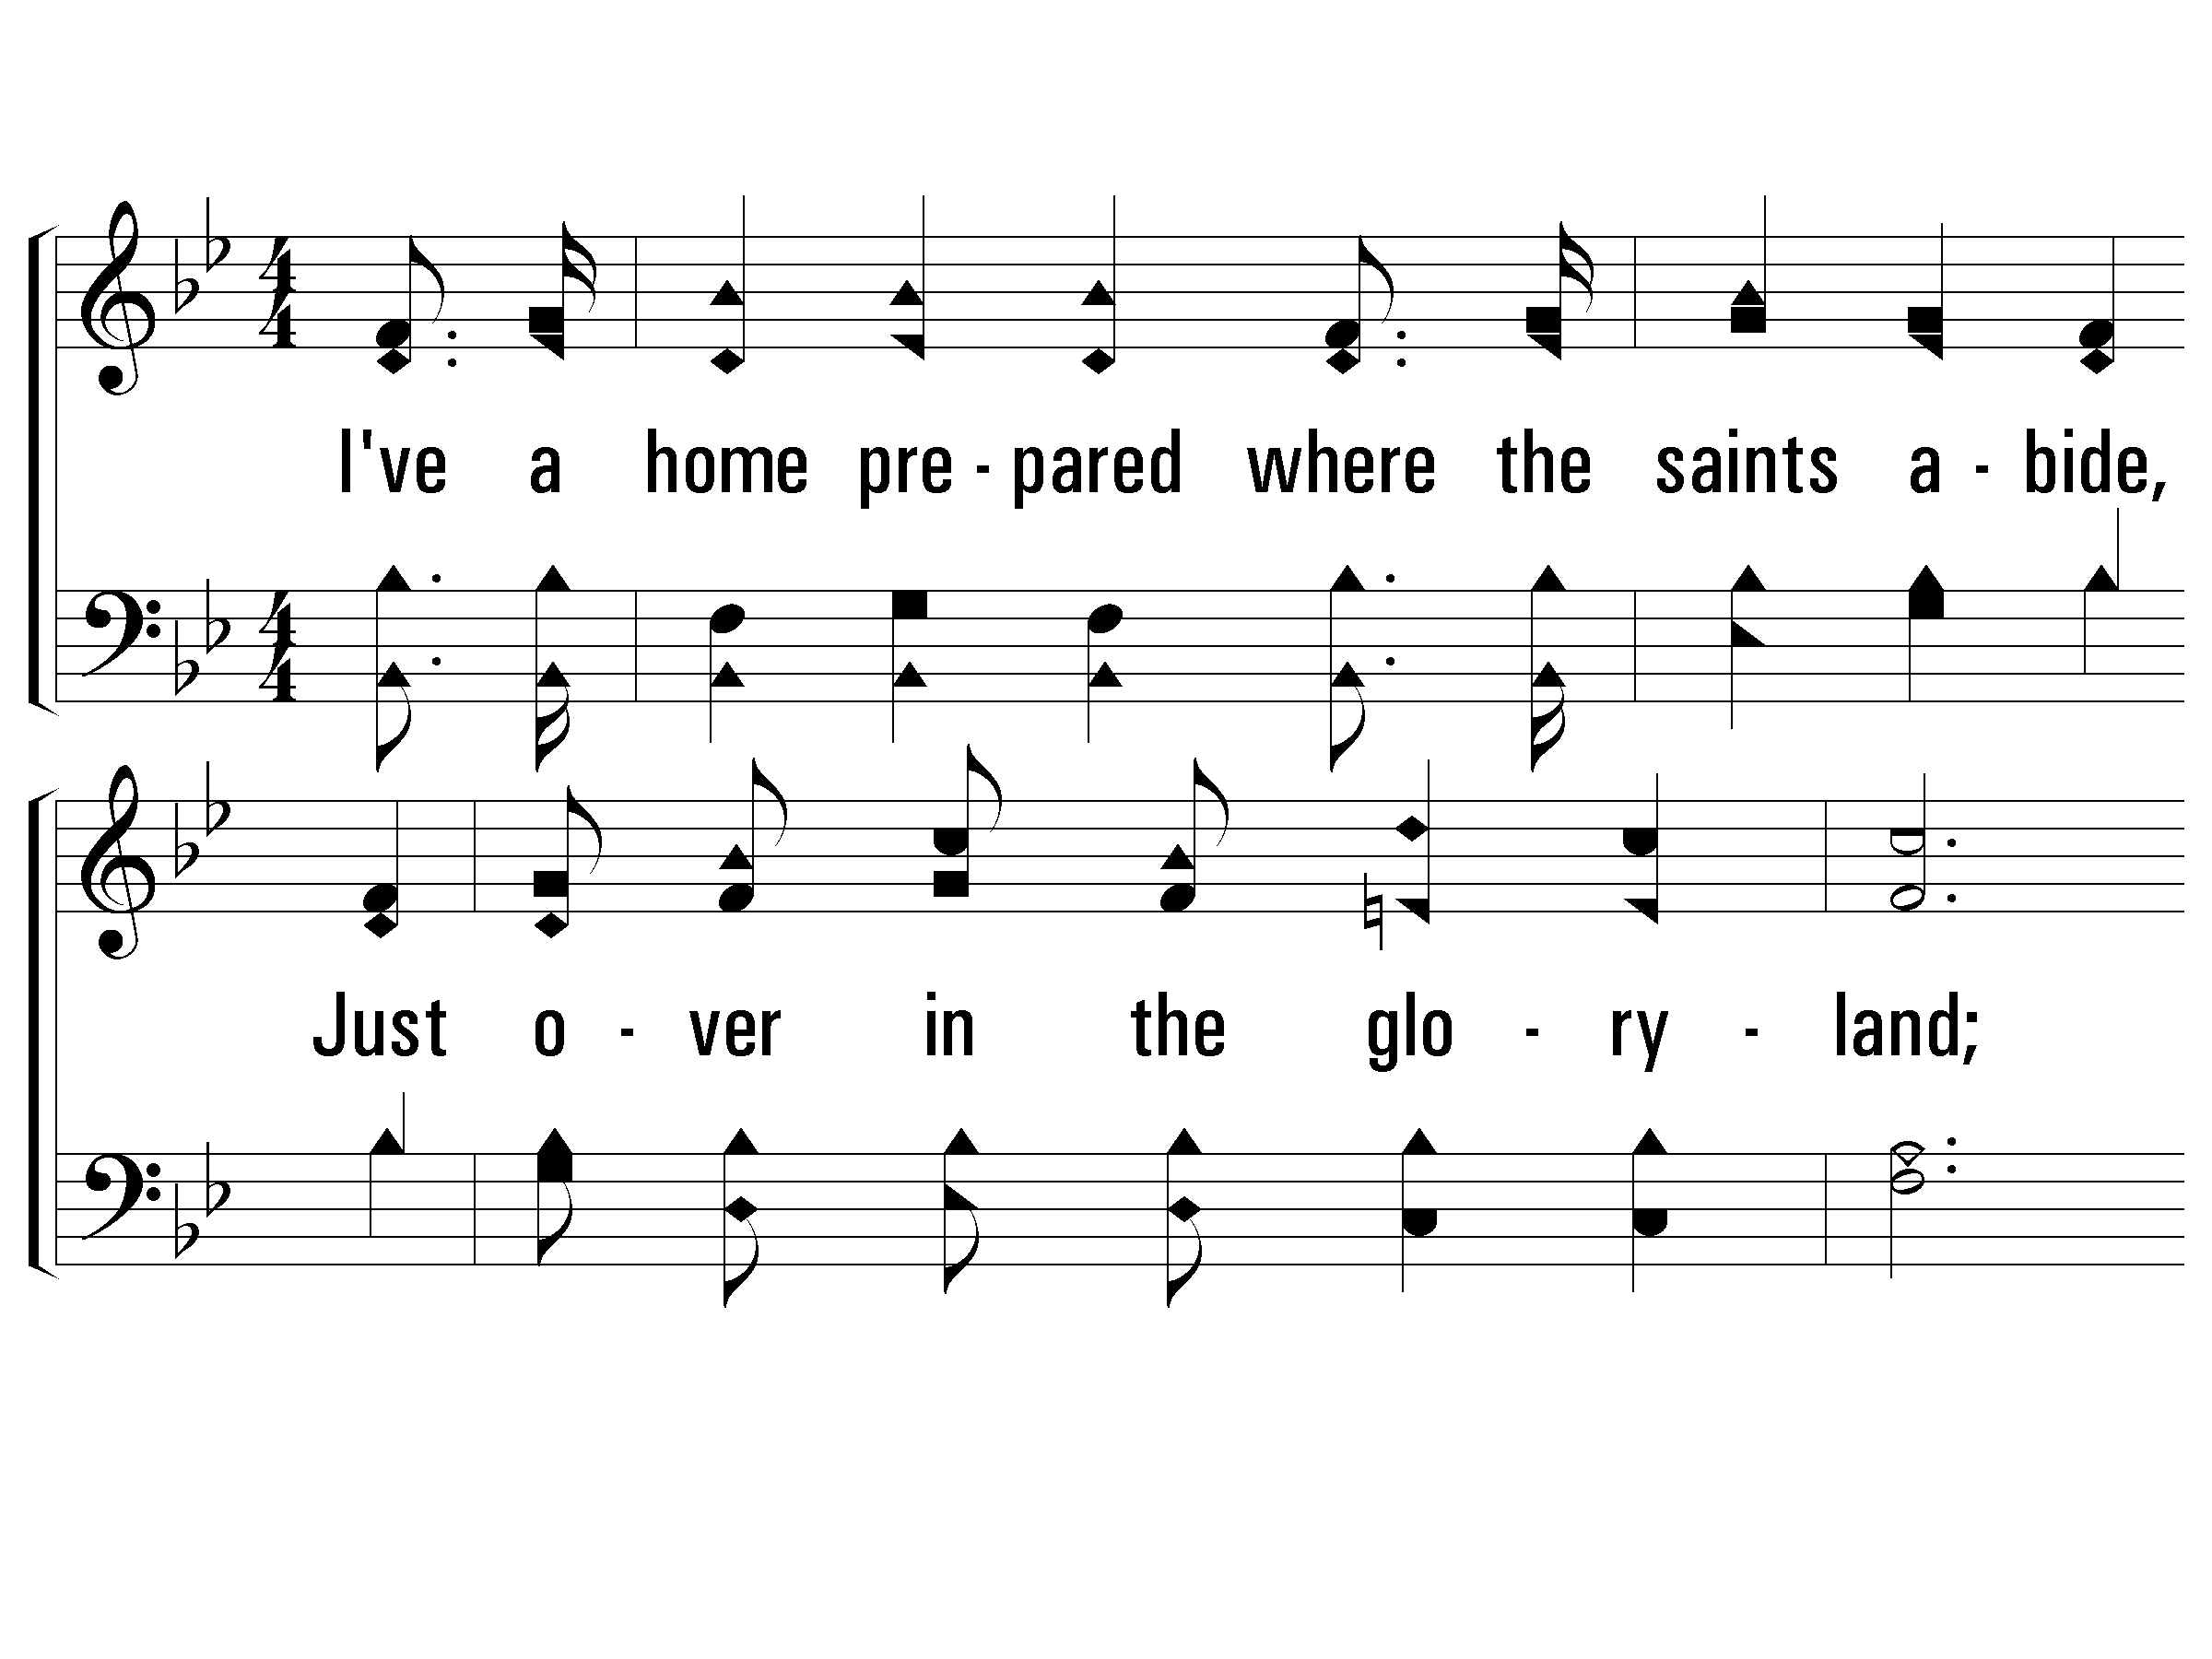 I've a home pre - pared where the saints a - bide,
Just o - ver in the glo - ry - land;